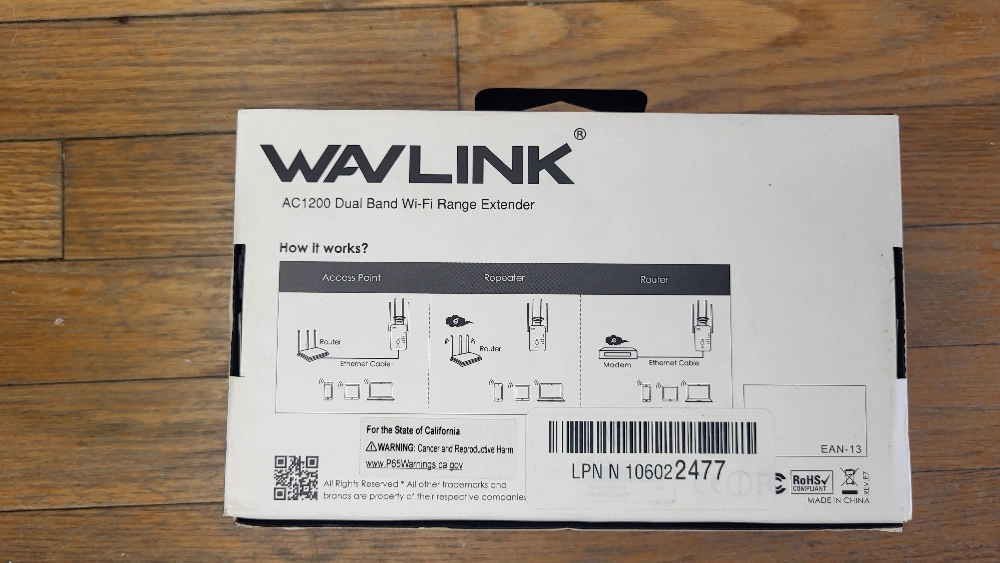 WAVLINK®
AC1200 Dual Band Wi-Fi Range Extender
How it works?
Access Point
Repeater
Router
Router
Ethernet Cable
Router
Modem
Ethernet Cable
For the State of California
WARNING: Cancer and Reproductive Harm
www.P65Warnings.ca.gov
All Rights Reserved * All other trademarks and
brands are property of their respective companies
LPN N 106022477
EAN-13
RoHS
COMPLIANT
REV.E7
MADE IN CHINA